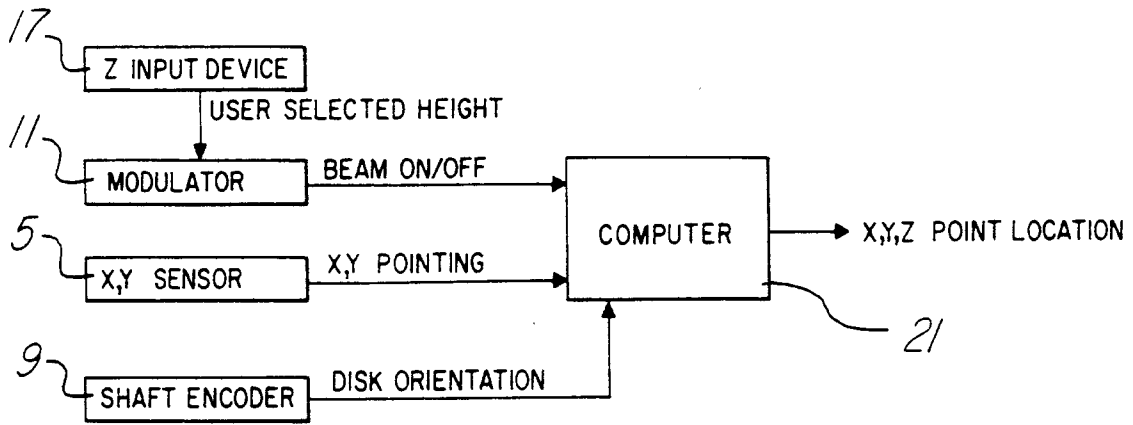 17
Z INPUT DEVICE
USER SELECTED HEIGHT
11
MODULATOR
BEAM ON/OFF
5
X,Y SENSOR
X,Y POINTING
COMPUTER
X,Y,Z POINT LOCATION
21
9
SHAFT ENCODER
DISK ORIENTATION